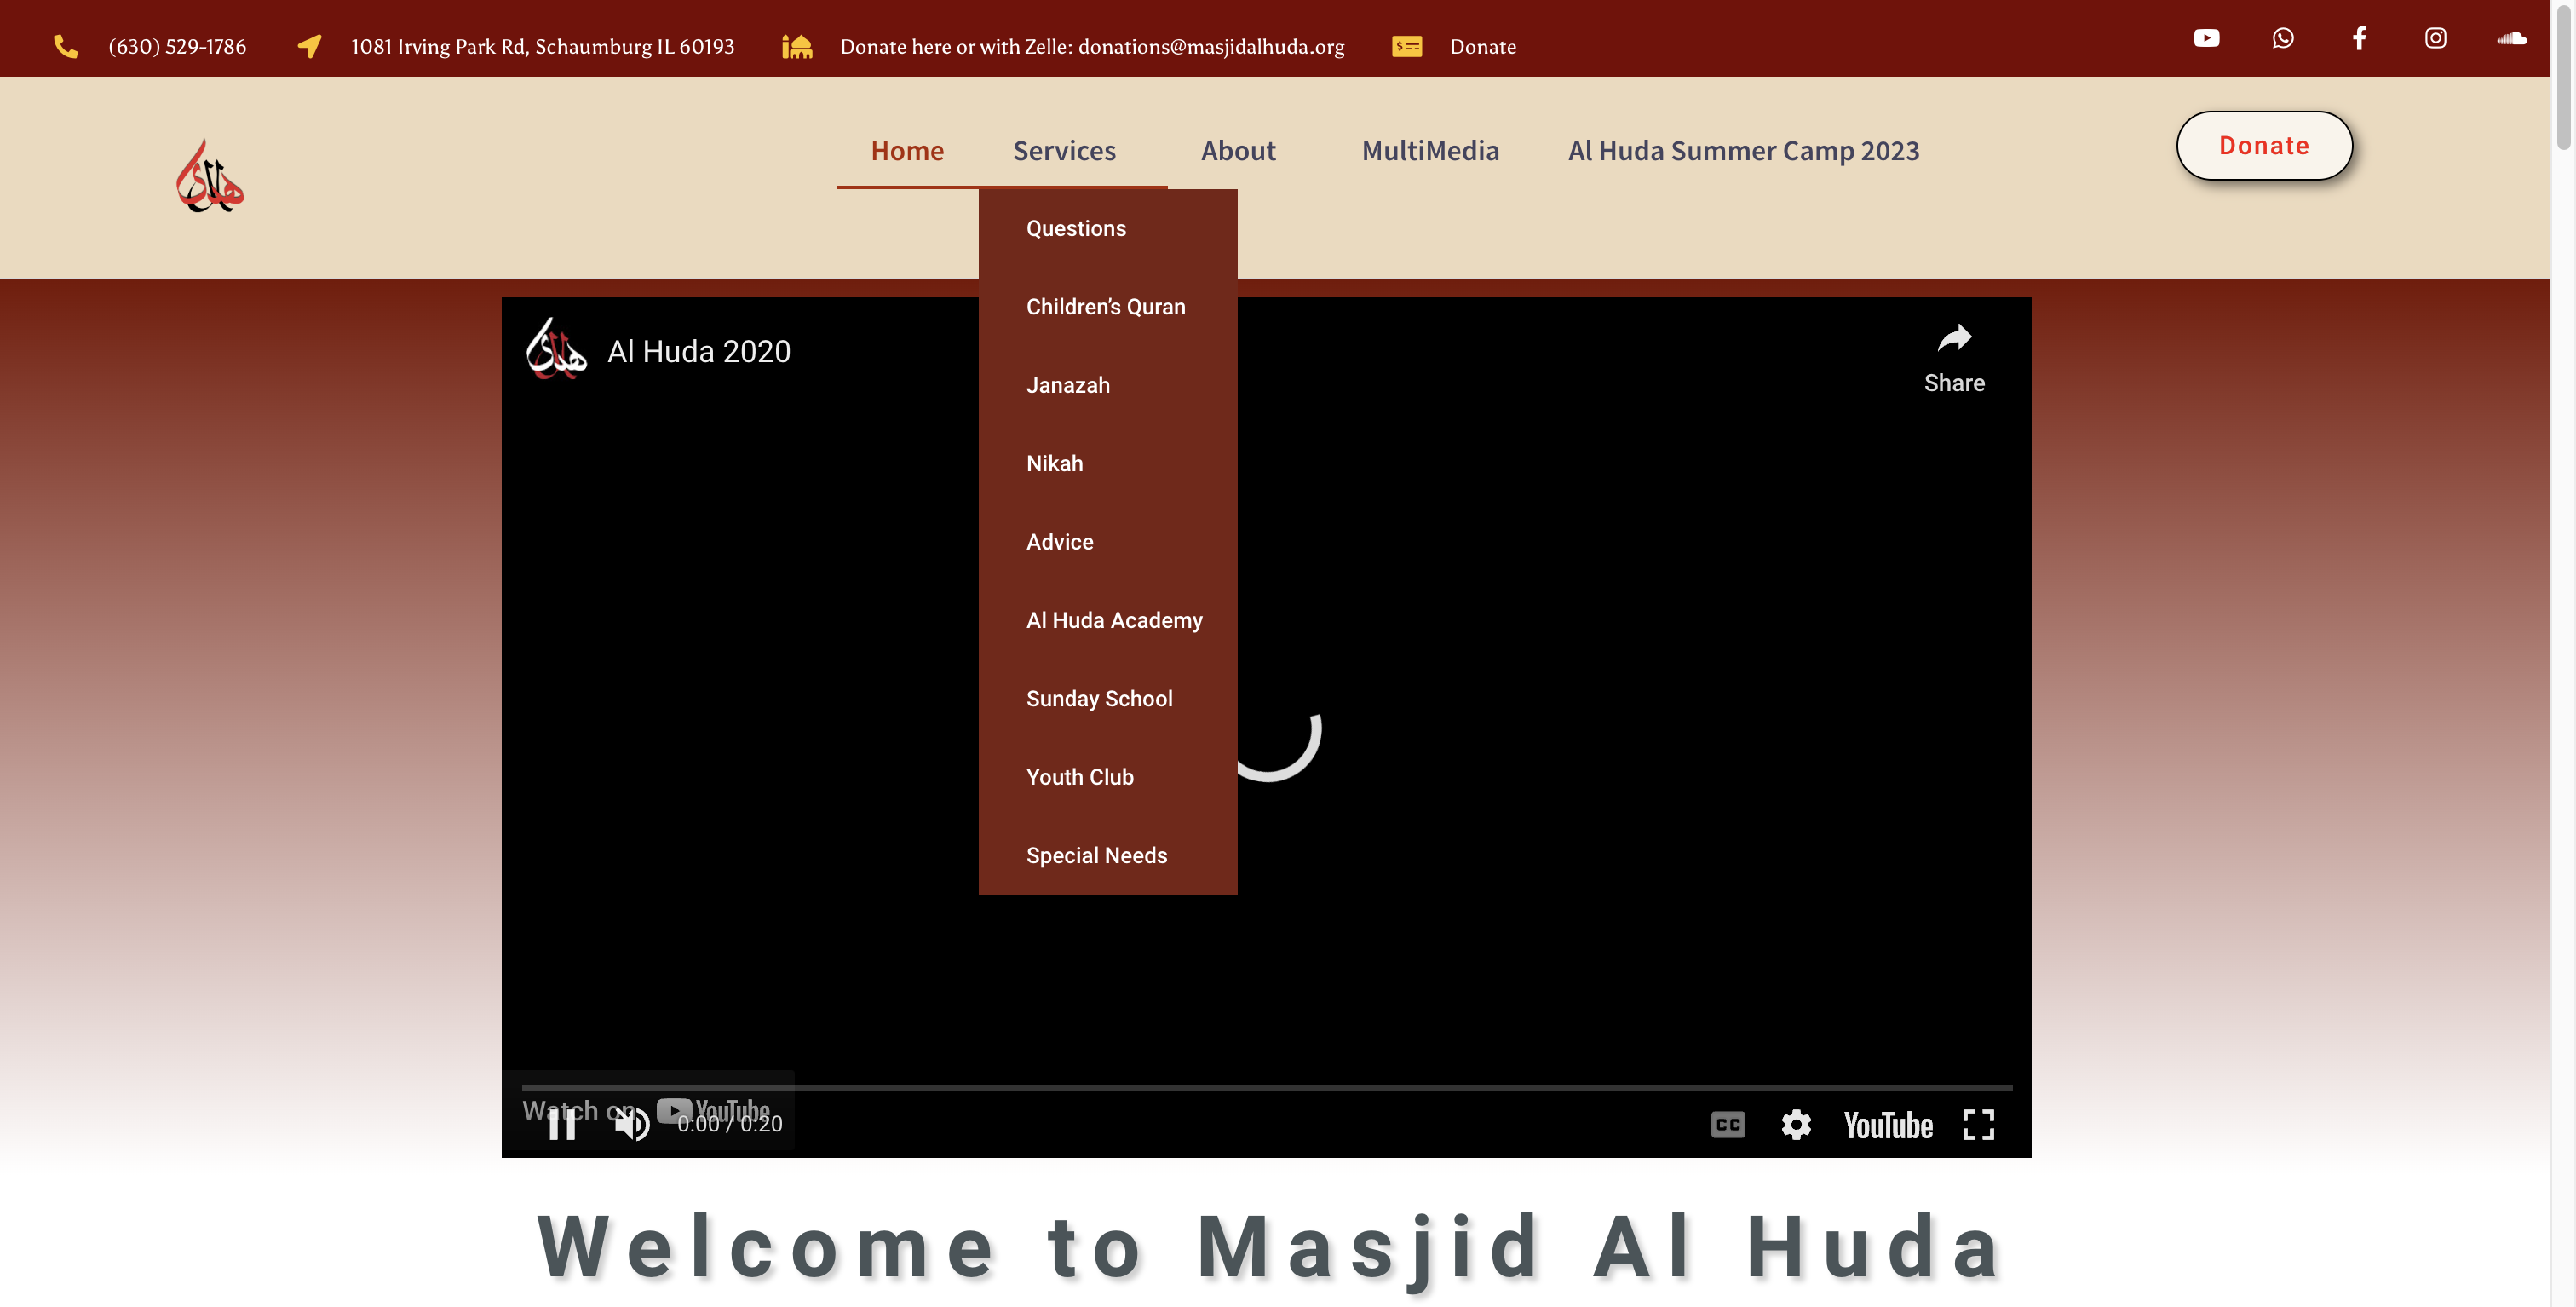 (630) 529-1786
1081 Irving Park Rd, Schaumburg IL 60193
Donate here or with Zelle: donations@masjidalhuda.org
Donate
هدى
Home
Services
About
MultiMedia
Al Huda Summer Camp 2023
Donate
Questions
Children’s Quran
Janazah
Nikah
Advice
Al Huda Academy
Sunday School
Youth Club
Special Needs
Al Huda 2020
Share
Watch on YouTube
0:00 / 0:20
CC
YouTube
Welcome to Masjid Al Huda